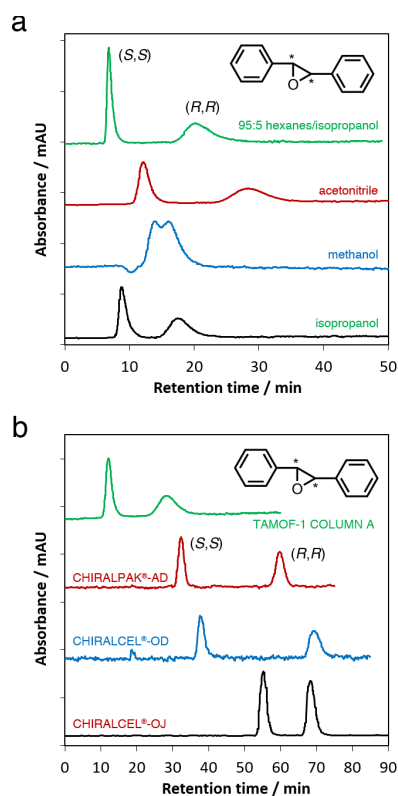 a
Absorbance / mAU
(S,S)
(R,R)
*
*
O
95:5 hexanes/isopropanol
acetonitrile
methanol
isopropanol
0 10 20 30 40 50
Retention time / min
b
Absorbance / mAU
*
*
O
TAMOF-1 COLUMN A
(S,S)
(R,R)
CHIRALPAK®-AD
CHIRALCEL®-OD
CHIRALCEL®-OJ
0 10 20 30 40 50 60 70 80 90
Retention time / min